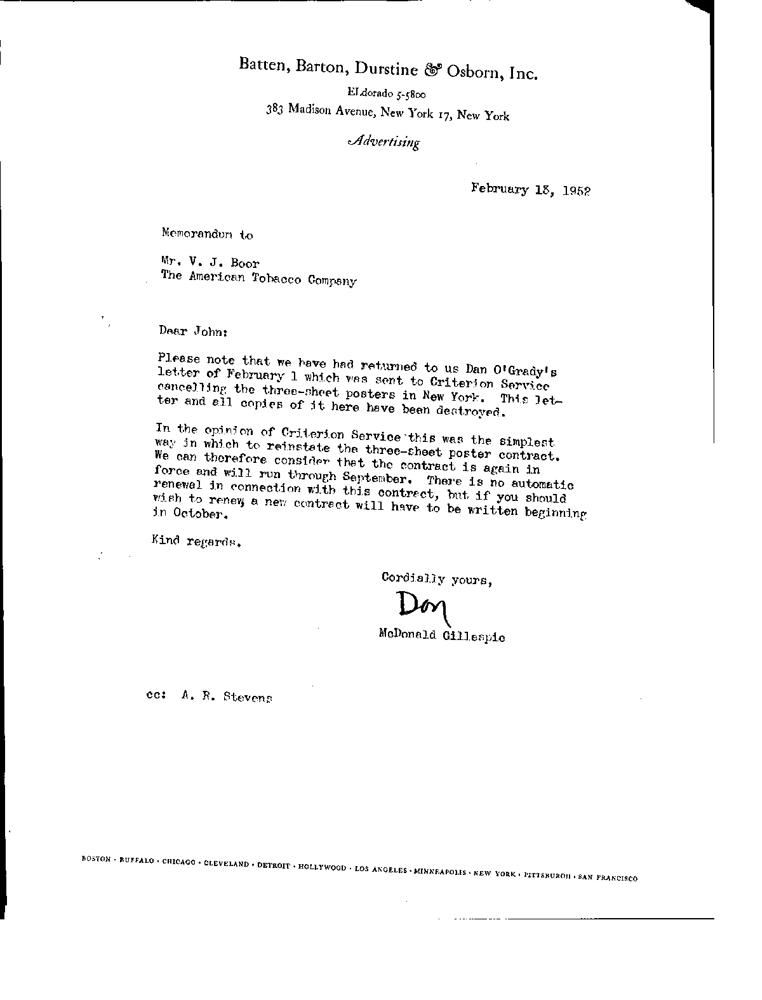 Batten, Barton, Durstine & Osborn, Inc.
ELdorado 5-5800
383 Madison Avenue, New York 17, New York
Advertising
February 13, 1952
Memorandum to
Mr. V. J. Boor
The American Tobacco Company
Dear John:
Please note that we have had returned to us Dan O'Grady's
letter of February 1 which was sent to Criterion Service
cancelling the three-sheet posters in New York. This let-
ter and all copies of it here have been destroyed.
In the opinion of Criterion Service this was the simplest
way in which to reinstate the three-sheet poster contract.
We can therefore consider that the contract is again in
force and will run through September. There is no automatic
renewal in connection with this contract, but if you should
wish to renew a new contract will have to be written beginning
in October.
Kind regards.
Cordially yours,
Don
McDonald Gillespie
cc: A. R. Stevens
BOSTON · BUFFALO · CHICAGO · CLEVELAND · DETROIT · HOLLYWOOD · LOS ANGELES · MINNEAPOLIS · NEW YORK · PITTSBURGH · SAN FRANCISCO